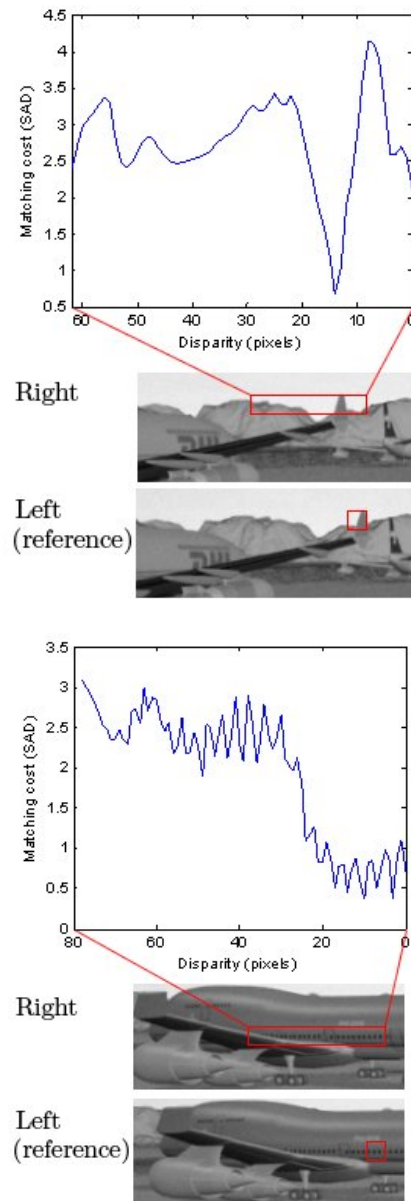 4.5
4
3.5
3
2.5
2
1.5
1
0.5
Matching cost (SAD)
60 50 40 30 20 10 0
Disparity (pixels)
Right
Left
(reference)
3.5
3
2.5
2
1.5
1
0.5
0
Matching cost (SAD)
80 60 40 20 0
Disparity (pixels)
Right
Left
(reference)